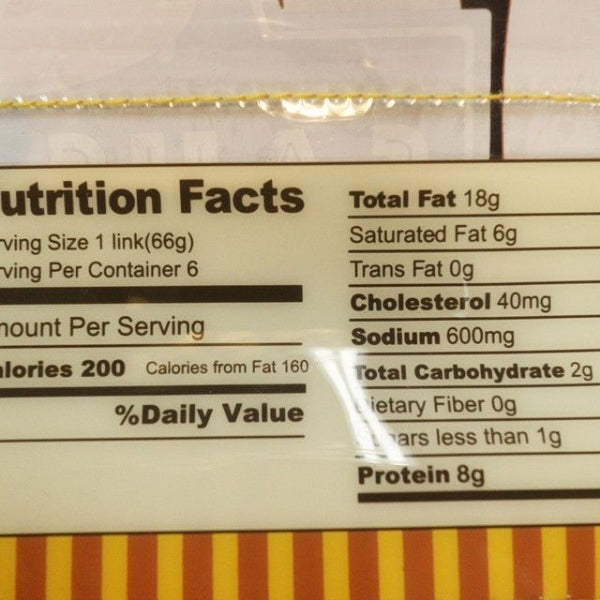 utrition Facts
rving Size 1 link(66g)
rving Per Container 6
mount Per Serving
alories 200 Calories from Fat 160
%Daily Value
Total Fat 18g
Saturated Fat 6g
Trans Fat 0g
Cholesterol 40mg
Sodium 600mg
Total Carbohydrate 2g
Dietary Fiber 0g
Sugars less than 1g
Protein 8g